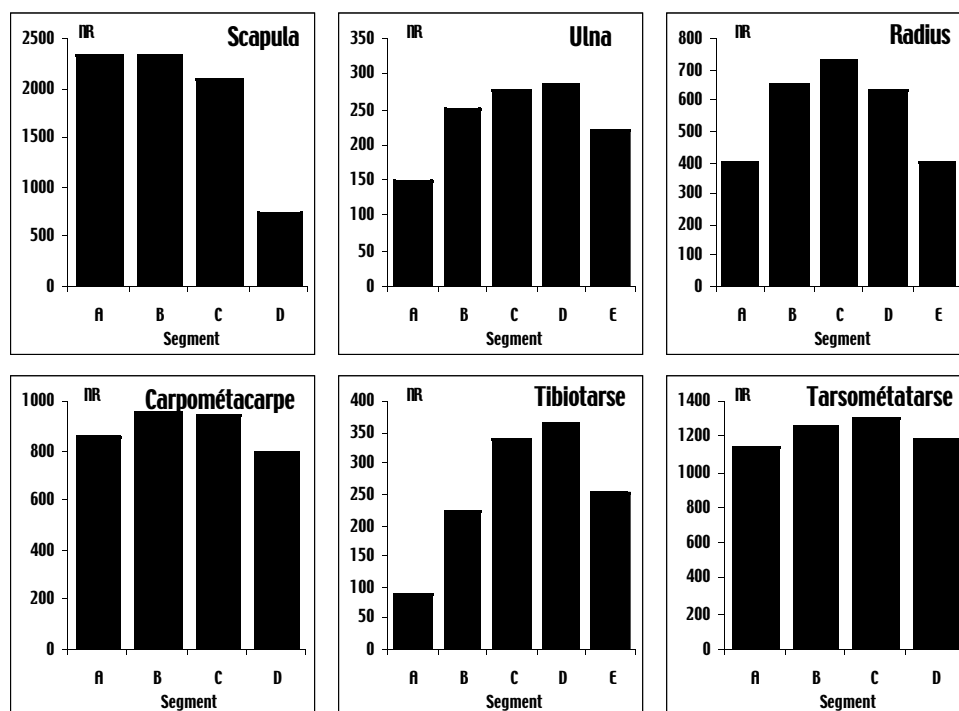 NR Scapula
2500
2000
1500
1000
500
0
A B C D
Segment
NR Ulna
350
300
250
200
150
100
50
0
A B C D E
Segment
NR Radius
800
700
600
500
400
300
200
100
0
A B C D E
Segment
NR Carpométacarpe
1000
800
600
400
200
0
A B C D
Segment
NR Tibiotarse
400
350
300
250
200
150
100
50
0
A B C D E
Segment
NR Tarsométatarse
1400
1200
1000
800
600
400
200
0
A B C D
Segment